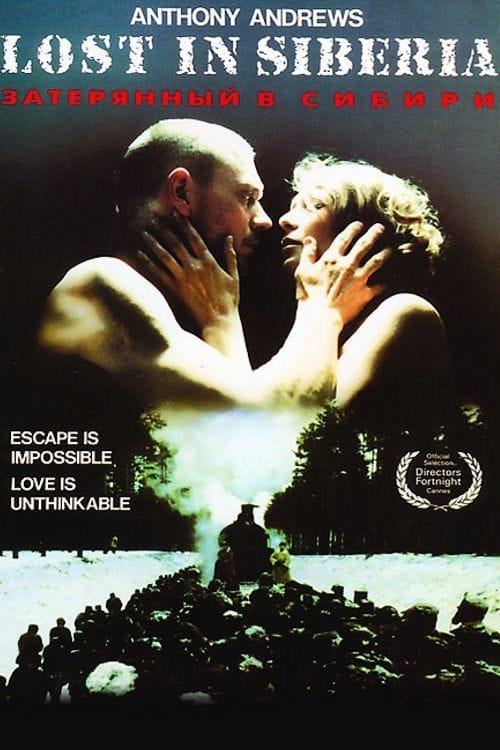 ANTHONY ANDREWS
LOST IN SIBERIA
ЗАТЕРЯННЫЙ В СИБИРИ
ESCAPE IS
IMPOSSIBLE
LOVE IS
UNTHINKABLE
Official
Selection
Directors
Fortnight
Cannes